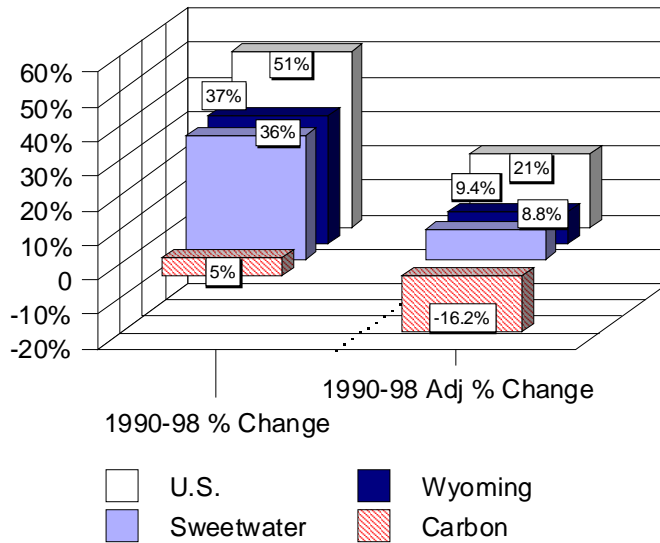 60%
50%
40%
30%
20%
10%
0
-10%
-20%
51%
37%
36%
5%
21%
9.4%
8.8%
-16.2%
1990-98 % Change
1990-98 Adj % Change
U.S.
Wyoming
Sweetwater
Carbon